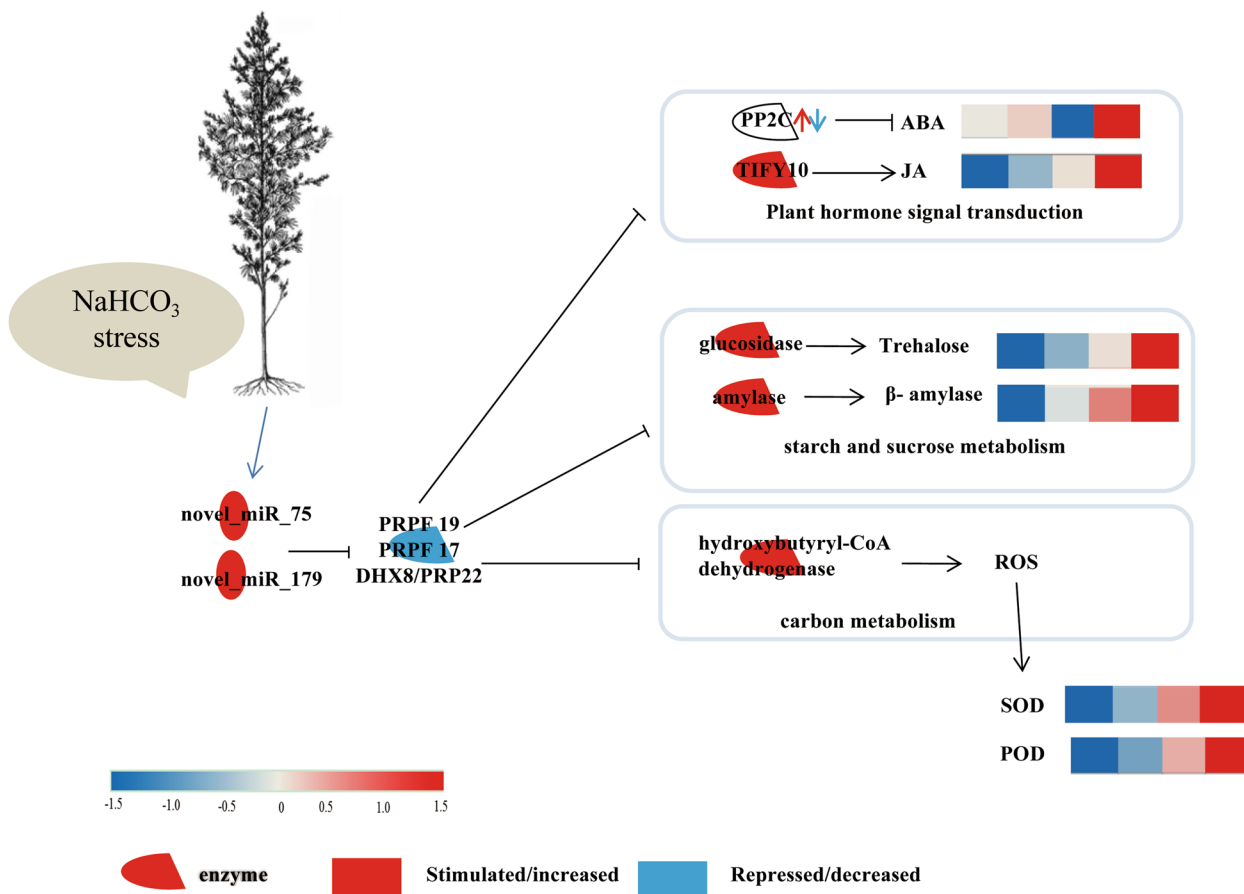 NaHCO₃
stress
novel_miR_75
novel_miR_179
PRPF 19
PRPF 17
DHX8/PRP22
PP2C
ABA
TIFY10
JA
Plant hormone signal transduction
glucosidase
Trehalose
amylase
β- amylase
starch and sucrose metabolism
hydroxybutyryl-CoA
dehydrogenase
ROS
carbon metabolism
SOD
POD
-1.5 -1.0 -0.5 0 0.5 1.0 1.5
enzyme
Stimulated/increased
Repressed/decreased